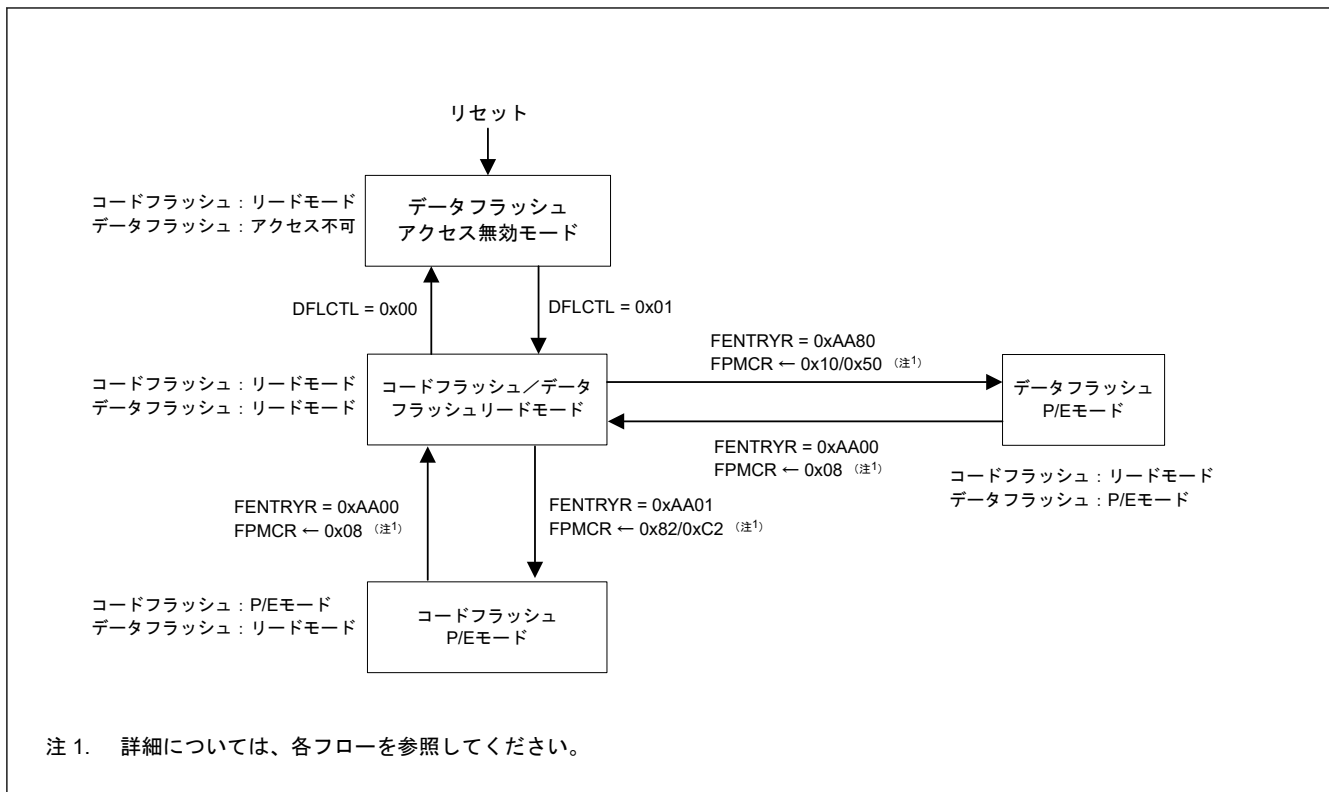 リセット
コードフラッシュ：リードモード
データフラッシュ：アクセス不可
データフラッシュ
アクセス無効モード
DFLCTL = 0x00
DFLCTL = 0x01
コードフラッシュ：リードモード
データフラッシュ：リードモード
コードフラッシュ／データ
フラッシュリードモード
FENTRYR = 0xAA80
FPMCR ← 0x10/0x50 （注1）
データフラッシュ
P/Eモード
FENTRYR = 0xAA00
FPMCR ← 0x08 （注1）
コードフラッシュ：リードモード
データフラッシュ：P/Eモード
FENTRYR = 0xAA00
FPMCR ← 0x08 （注1）
FENTRYR = 0xAA01
FPMCR ← 0x82/0xC2 （注1）
コードフラッシュ：P/Eモード
データフラッシュ：リードモード
コードフラッシュ
P/Eモード
注 1. 詳細については、各フローを参照してください。